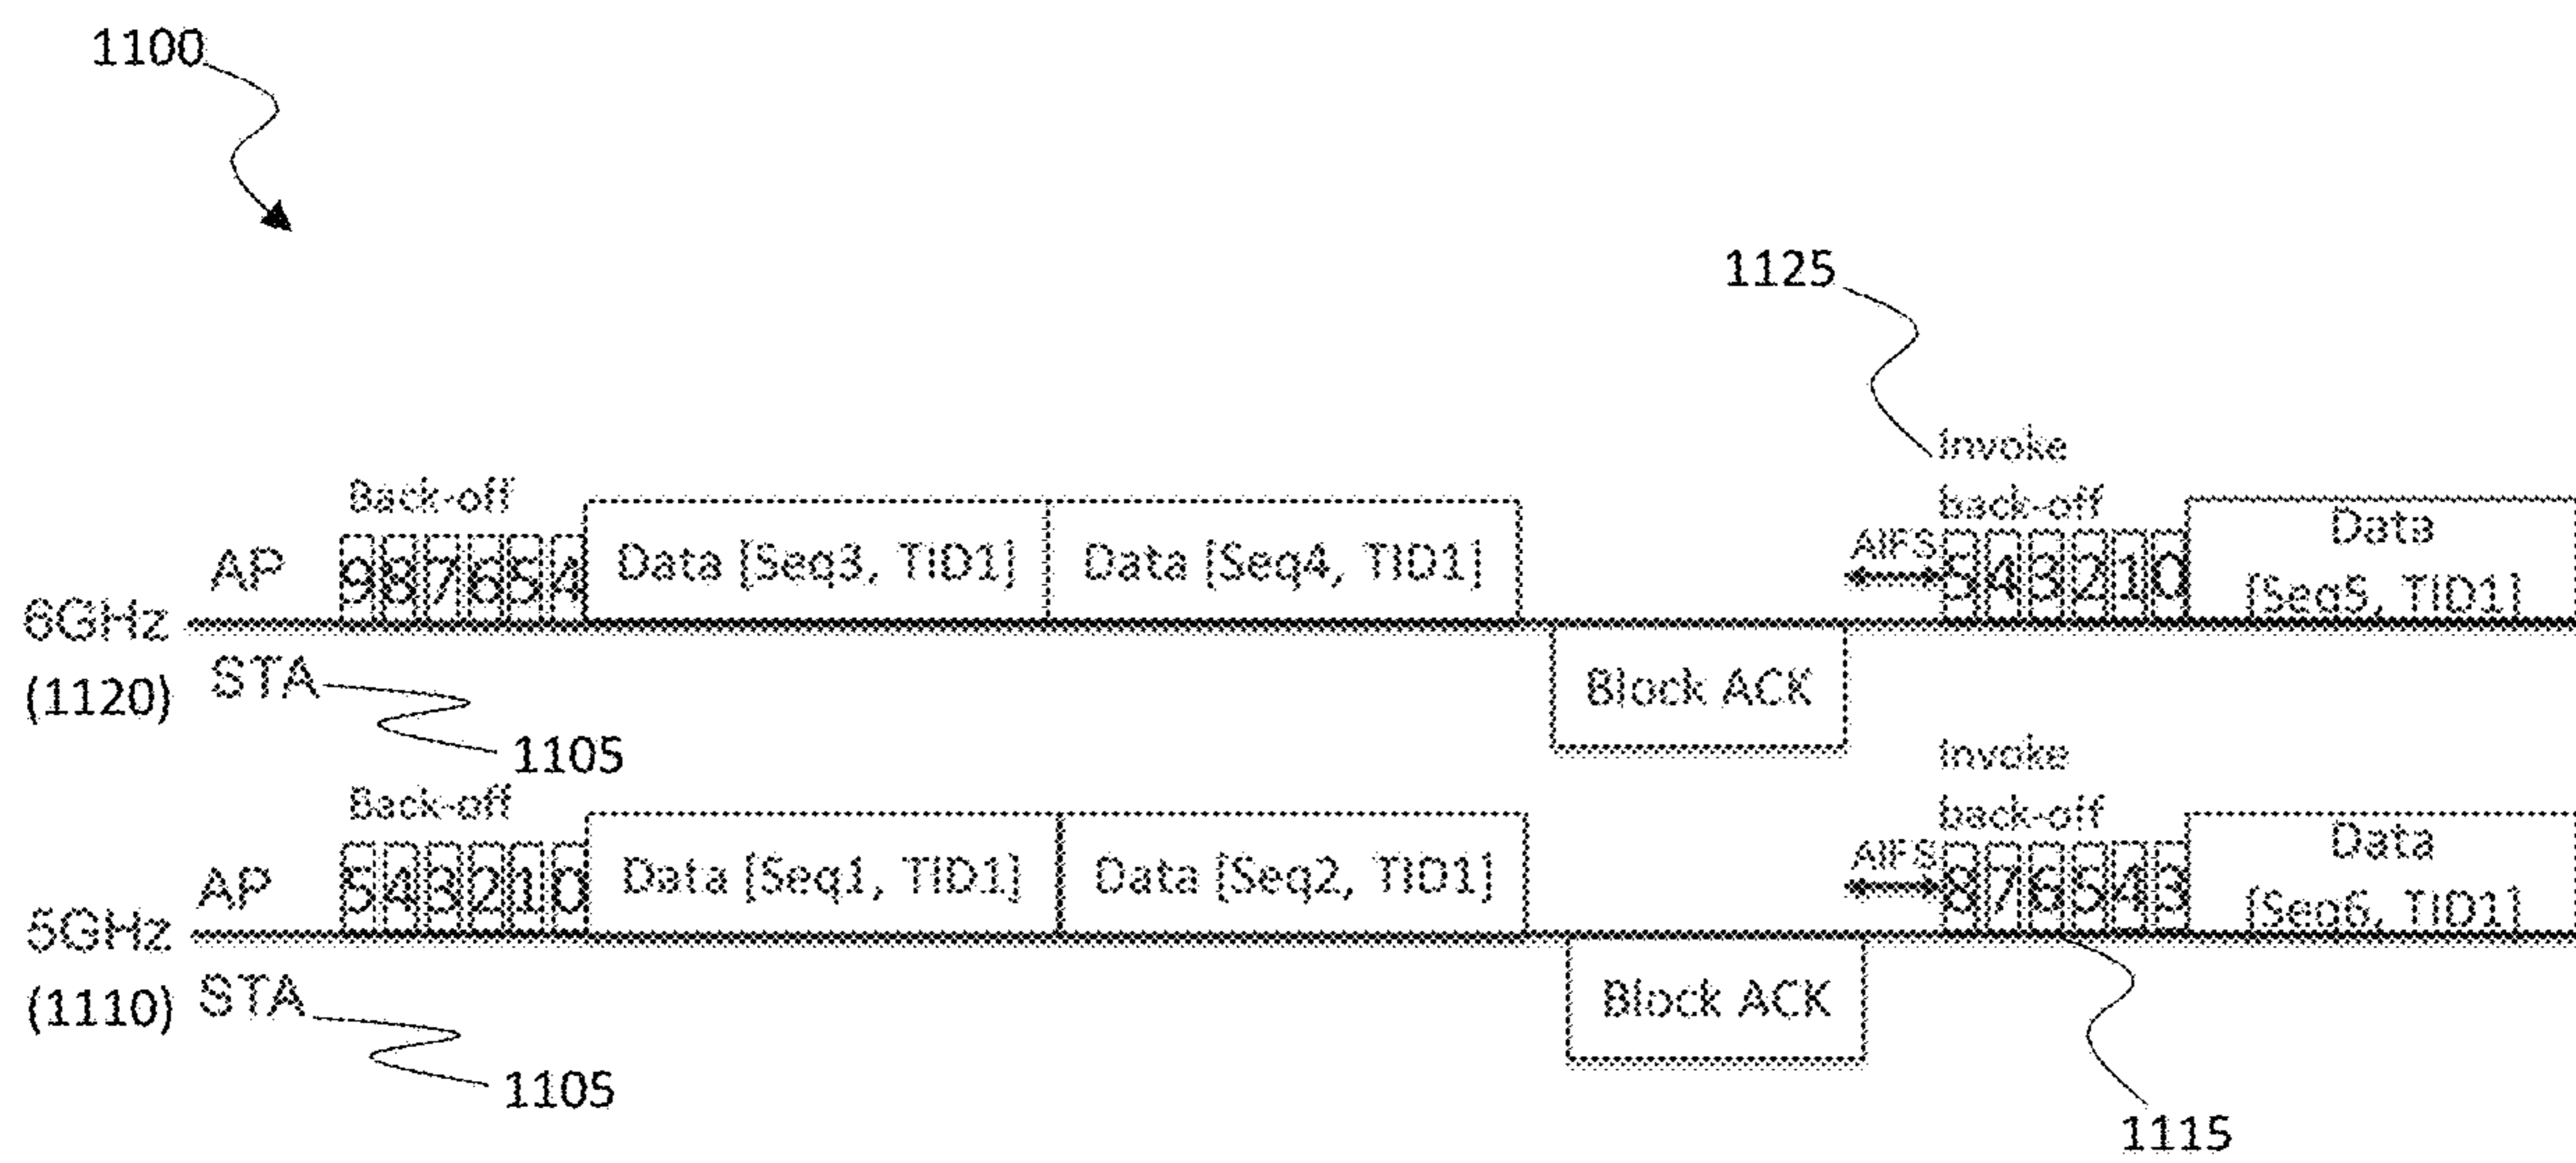 1100
1125
Invoke
back-off
Back-off
AP
9 8 7 6 5 4
Data [Seq3, TID1]
Data [Seq4, TID1]
AIFS
5 4 3 2 1 0
Data
[Seq5, TID1]
6GHz
(1120)
STA
Block ACK
1105
Invoke
back-off
Back-off
AP
5 4 3 2 1 0
Data [Seq1, TID1]
Data [Seq2, TID1]
AIFS
8 7 6 5 4 3
Data
[Seq6, TID1]
5GHz
(1110)
STA
Block ACK
1105
1115